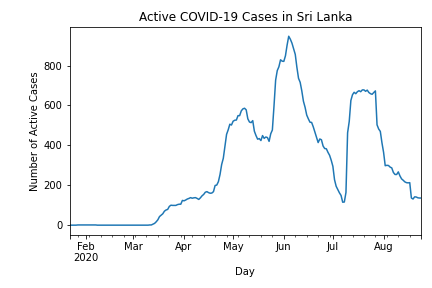 Active COVID-19 Cases in Sri Lanka
Number of Active Cases
800
600
400
200
0
Feb Mar Apr May Jun Jul Aug
2020
Day